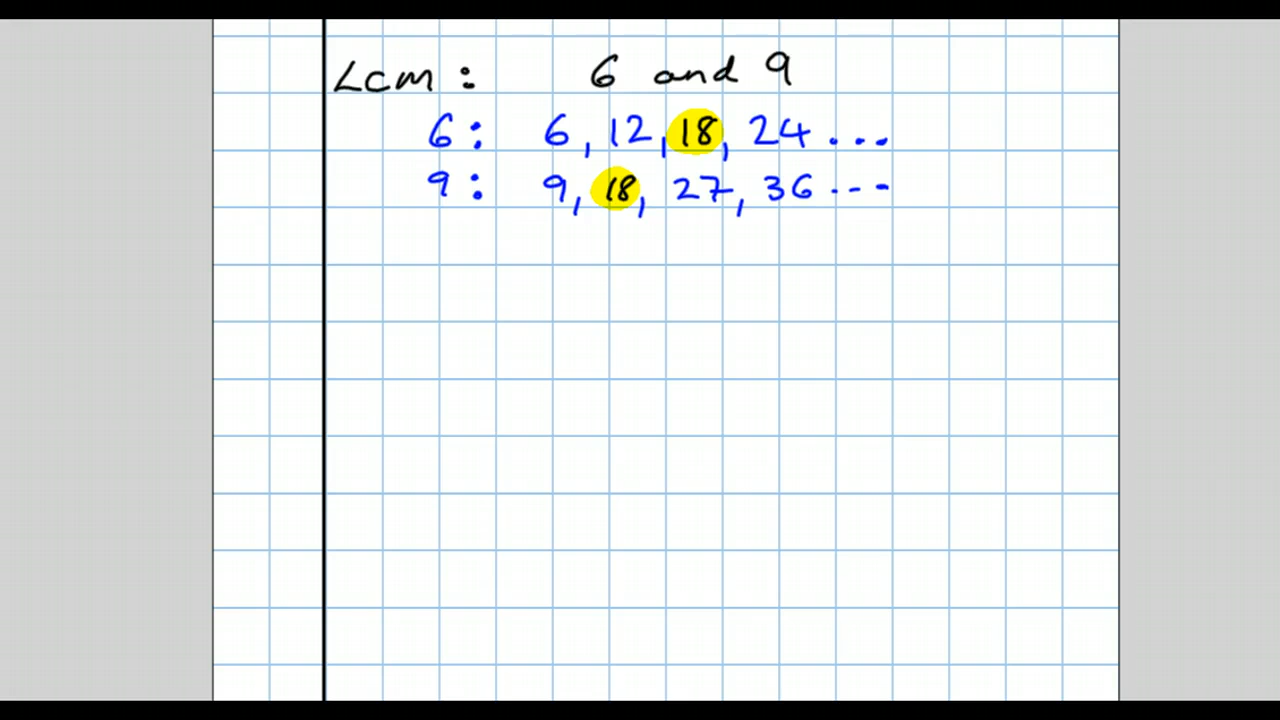 Lcm : 6 and 9
6 : 6, 12, 18, 24 ...
9 : 9, 18, 27, 36 ---